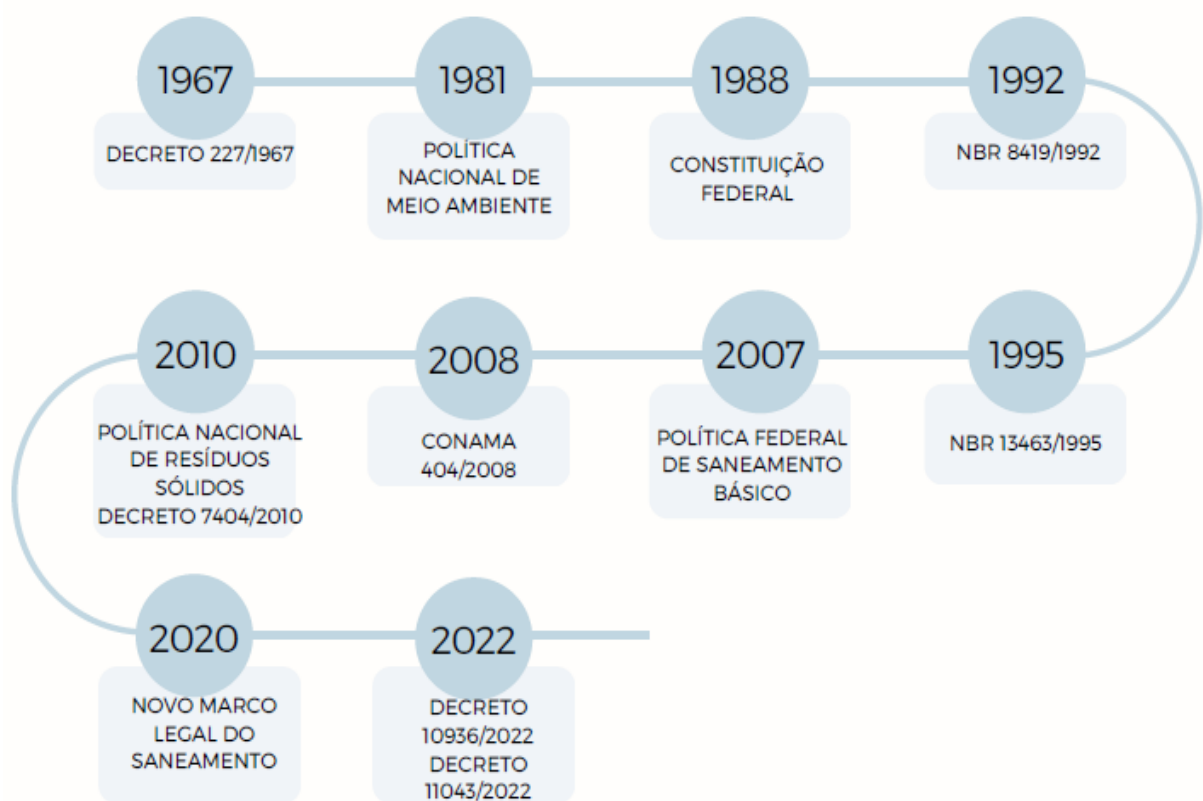 1967
DECRETO 227/1967
1981
POLÍTICA
NACIONAL DE
MEIO AMBIENTE
1988
CONSTITUIÇÃO
FEDERAL
1992
NBR 8419/1992
1995
NBR 13463/1995
2007
POLÍTICA FEDERAL
DE SANEAMENTO
BÁSICO
2008
CONAMA
404/2008
2010
POLÍTICA NACIONAL
DE RESÍDUOS
SÓLIDOS
DECRETO 7404/2010
2020
NOVO MARCO
LEGAL DO
SANEAMENTO
2022
DECRETO
10936/2022
DECRETO
11043/2022